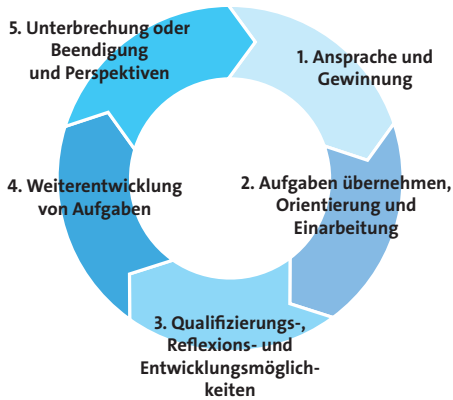 1. Ansprache und
Gewinnung
2. Aufgaben übernehmen,
Orientierung und
Einarbeitung
3. Qualifizierungs-,
Reflexions- und
Entwicklungsmöglich-
keiten
4. Weiterentwicklung
von Aufgaben
5. Unterbrechung oder
Beendigung
und Perspektiven